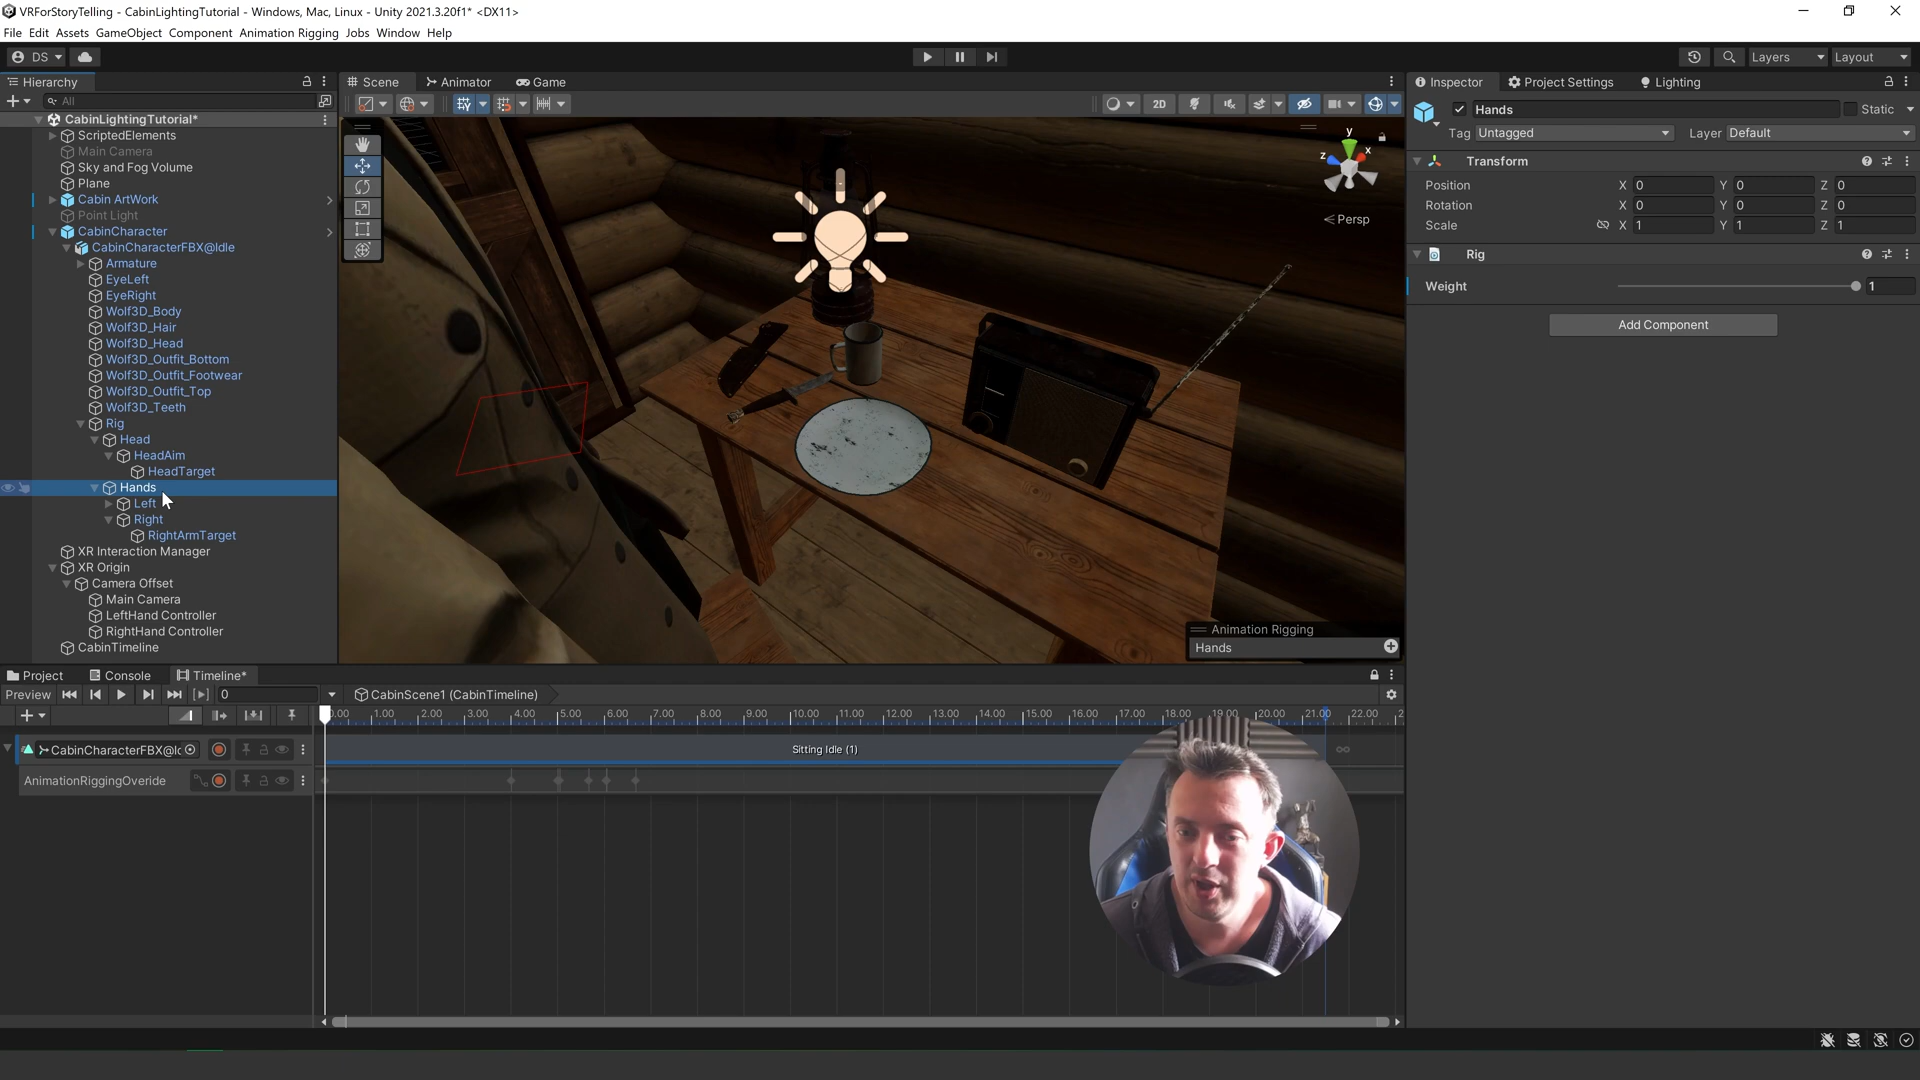 VRForStoryTelling - CabinLightingTutorial - Windows, Mac, Linux - Unity 2021.3.20f1* <DX11>
File Edit Assets GameObject Component Animation Rigging Jobs Window Help
DS Layers Layout
Hierarchy
All
CabinLightingTutorial*
ScriptedElements
Main Camera
Sky and Fog Volume
Plane
Cabin ArtWork
Point Light
CabinCharacter
CabinCharacterFBX@Idle
Armature
EyeLeft
EyeRight
Wolf3D_Body
Wolf3D_Hair
Wolf3D_Head
Wolf3D_Outfit_Bottom
Wolf3D_Outfit_Footwear
Wolf3D_Outfit_Top
Wolf3D_Teeth
Rig
Head
HeadAim
HeadTarget
Hands
Left
Right
RightArmTarget
XR Interaction Manager
XR Origin
Camera Offset
Main Camera
LeftHand Controller
RightHand Controller
CabinTimeline
Scene Animator Game
2D
y
x
z
Persp
Animation Rigging
Hands
Inspector Project Settings Lighting
Hands Static
Tag Untagged Layer Default
Transform
Position X 0 Y 0 Z 0
Rotation X 0 Y 0 Z 0
Scale X 1 Y 1 Z 1
Rig
Weight 1
Add Component
Project Console Timeline*
Preview 0 CabinScene1 (CabinTimeline)
0:00 1:00 2:00 3:00 4:00 5:00 6:00 7:00 8:00 9:00 10:00 11:00 12:00 13:00 14:00 15:00 16:00 17:00 18:00 19:00 20:00 21:00 22:00 2
CabinCharacterFBX@Ic Sitting Idle (1)
AnimationRiggingOveride